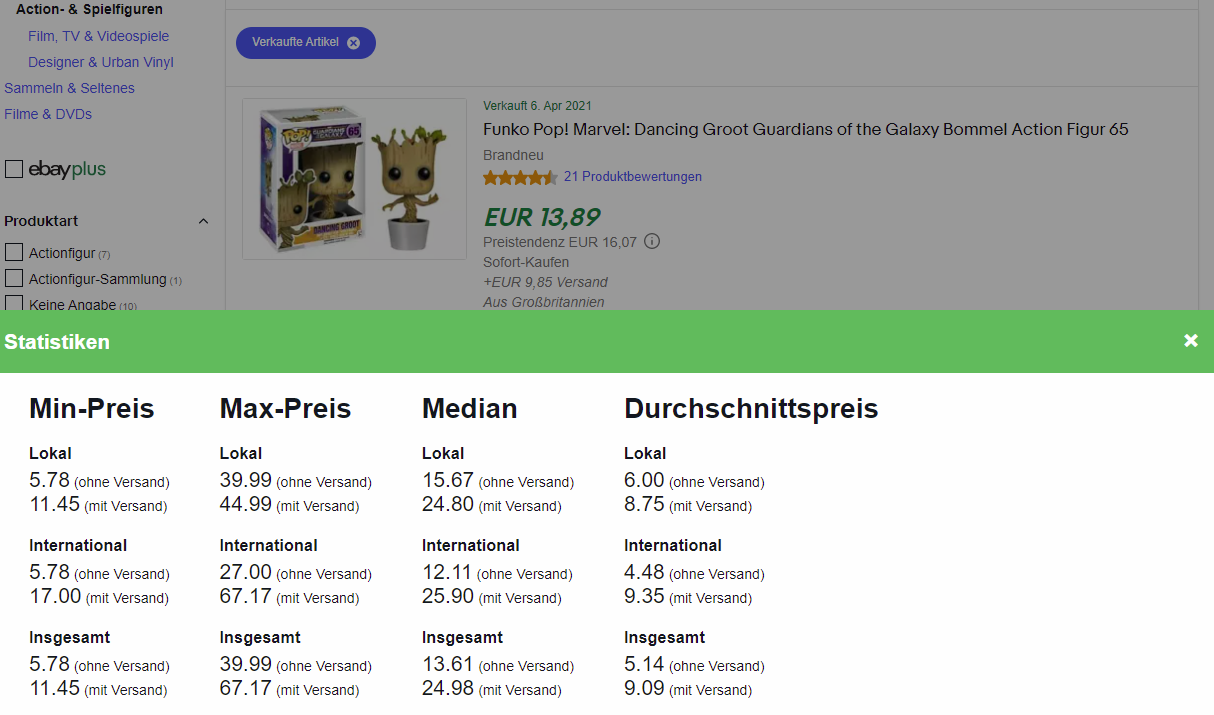 Action- & Spielfiguren
Film, TV & Videospiele
Designer & Urban Vinyl
Sammeln & Seltenes
Filme & DVDs
ebayplus
Produktart
Actionfigur (7)
Actionfigur-Sammlung (1)
Keine Angabe (10)
Verkaufte Artikel
POP!
GUARDIANS OF THE GALAXY
65
DANCING GROOT
Verkauft 6. Apr 2021
Funko Pop! Marvel: Dancing Groot Guardians of the Galaxy Bommel Action Figur 65
Brandneu
21 Produktbewertungen
EUR 13,89
Preistendenz EUR 16,07
Sofort-Kaufen
+EUR 9,85 Versand
Aus Großbritannien
Statistiken
Min-Preis
Lokal
5.78 (ohne Versand)
11.45 (mit Versand)
International
5.78 (ohne Versand)
17.00 (mit Versand)
Insgesamt
5.78 (ohne Versand)
11.45 (mit Versand)
Max-Preis
Lokal
39.99 (ohne Versand)
44.99 (mit Versand)
International
27.00 (ohne Versand)
67.17 (mit Versand)
Insgesamt
39.99 (ohne Versand)
67.17 (mit Versand)
Median
Lokal
15.67 (ohne Versand)
24.80 (mit Versand)
International
12.11 (ohne Versand)
25.90 (mit Versand)
Insgesamt
13.61 (ohne Versand)
24.98 (mit Versand)
Durchschnittspreis
Lokal
6.00 (ohne Versand)
8.75 (mit Versand)
International
4.48 (ohne Versand)
9.35 (mit Versand)
Insgesamt
5.14 (ohne Versand)
9.09 (mit Versand)